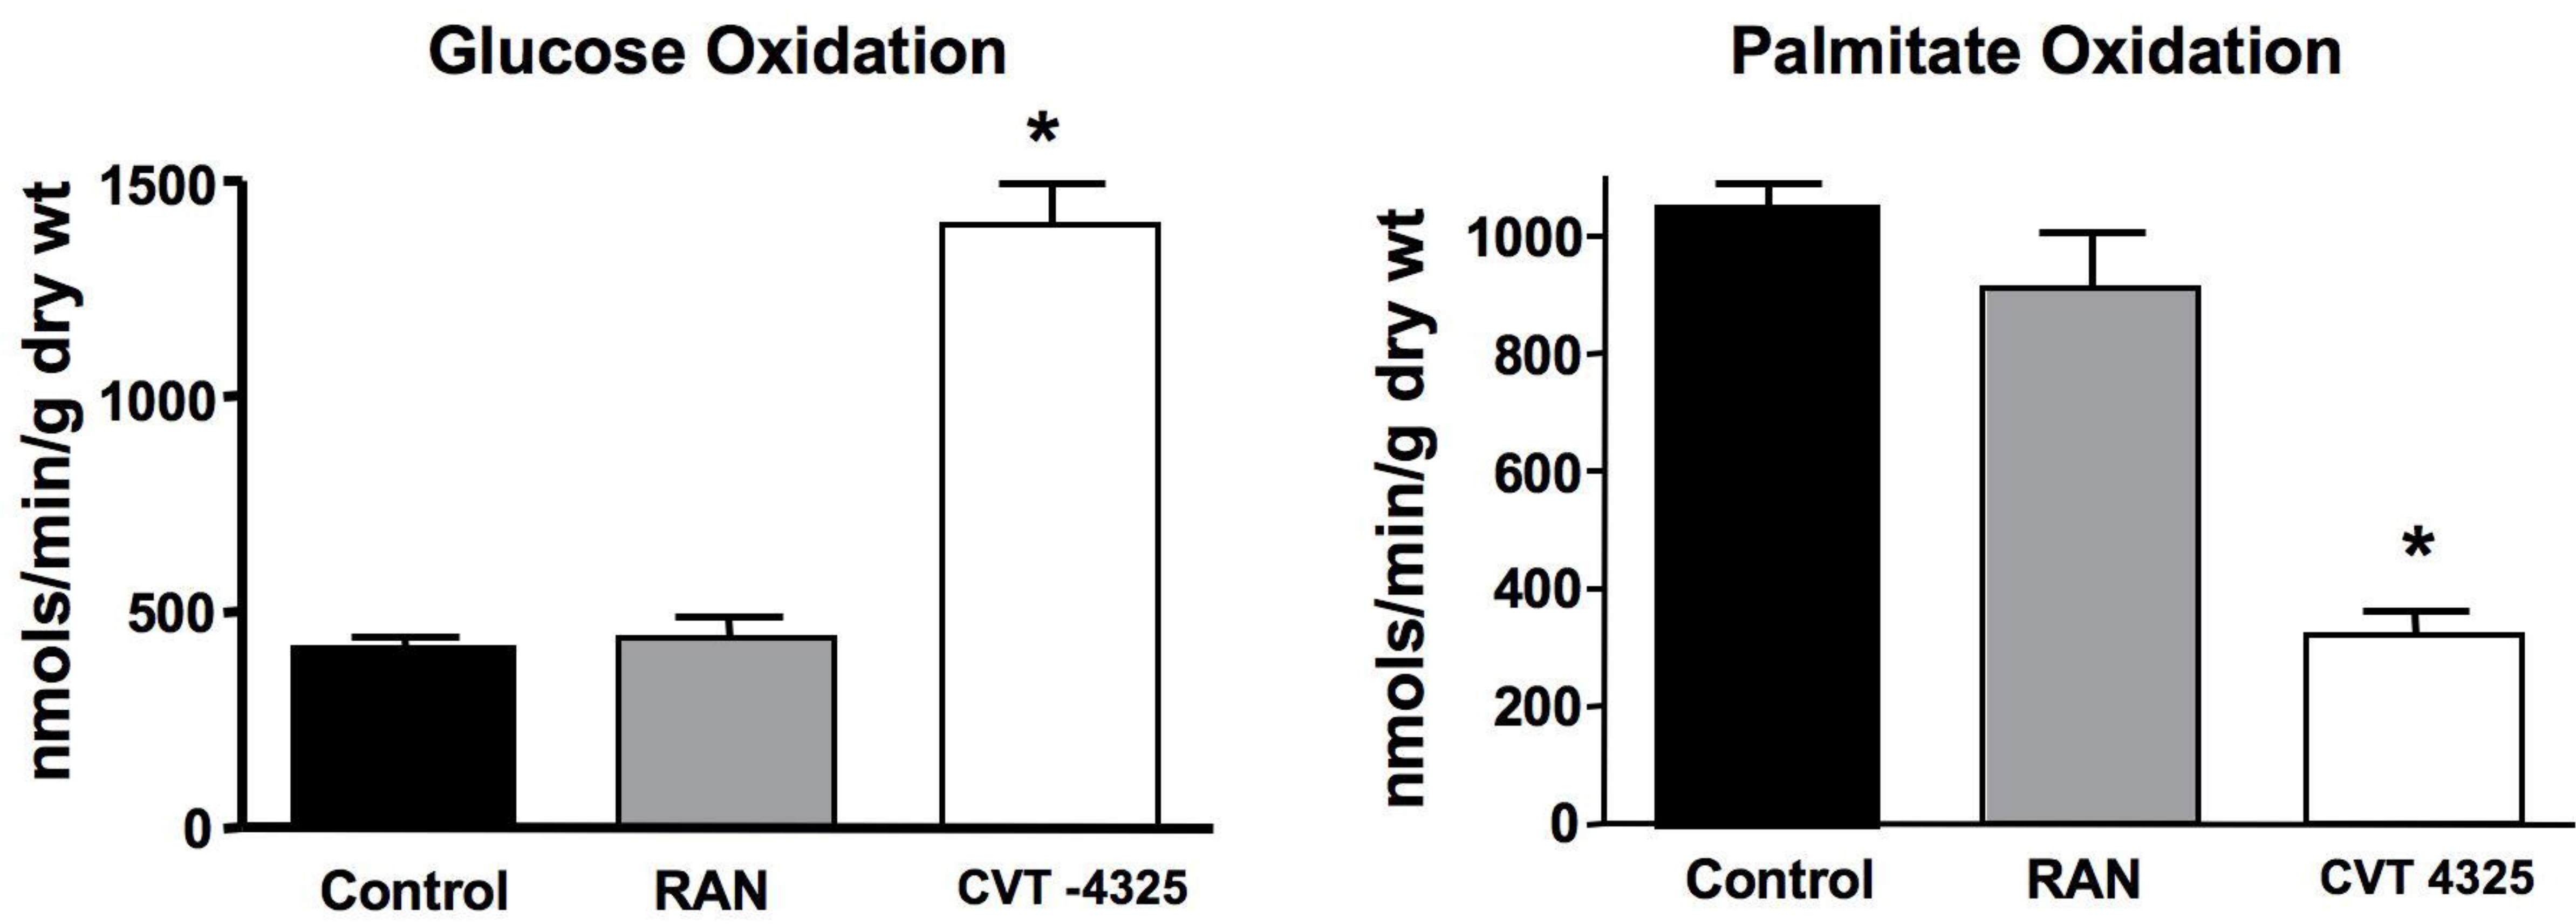 Glucose Oxidation
*
nmols/min/g dry wt
1500
1000
500
0
Control RAN CVT -4325
Palmitate Oxidation
nmols/min/g dry wt
1000
800
600
400
200
0
*
Control RAN CVT 4325